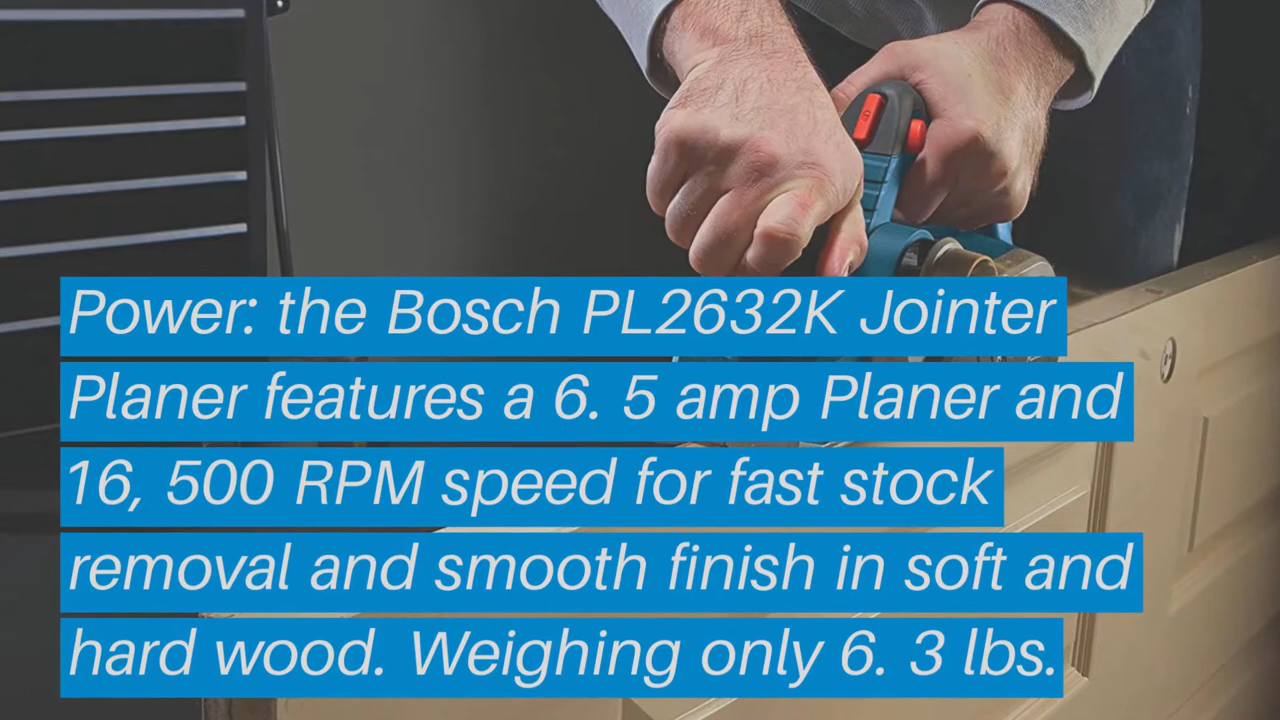 Power: the Bosch PL2632K Jointer
Planer features a 6. 5 amp Planer and
16, 500 RPM speed for fast stock
removal and smooth finish in soft and
hard wood. Weighing only 6. 3 lbs.